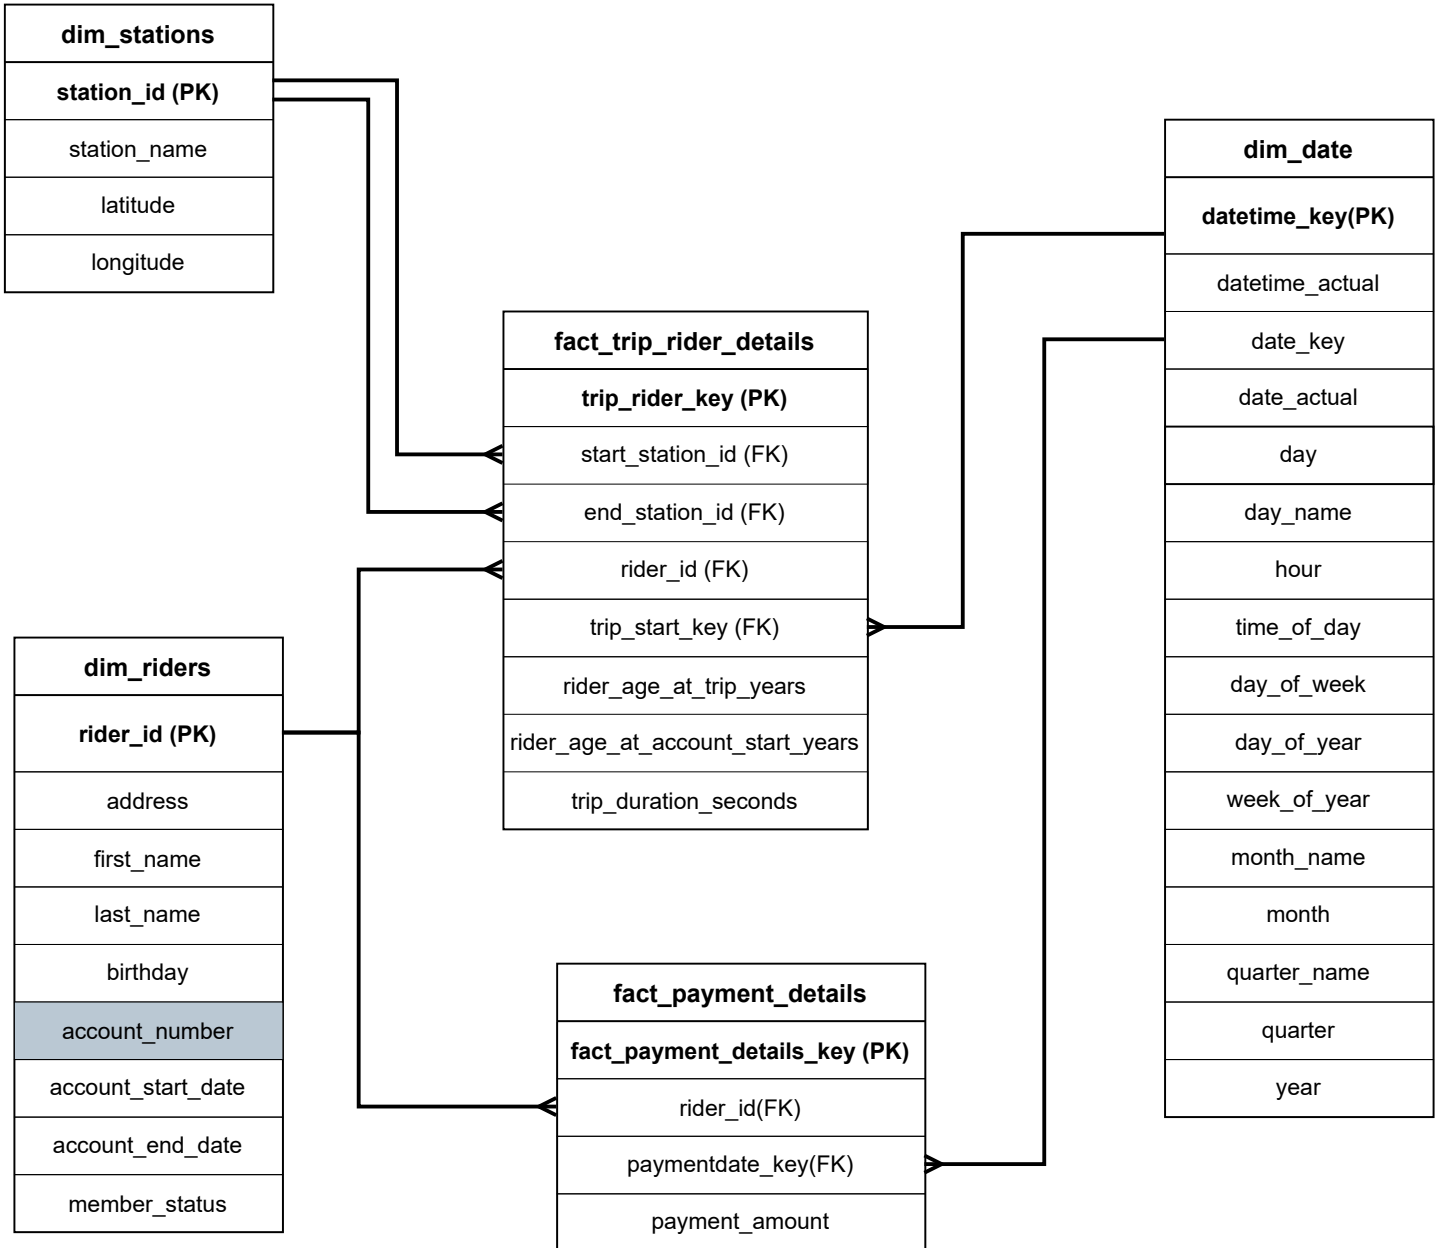 dim_stations
station_id (PK)
station_name
latitude
longitude
dim_date
datetime_key(PK)
datetime_actual
date_key
date_actual
day
day_name
hour
time_of_day
day_of_week
day_of_year
week_of_year
month_name
month
quarter_name
quarter
year
fact_trip_rider_details
trip_rider_key (PK)
start_station_id (FK)
end_station_id (FK)
rider_id (FK)
trip_start_key (FK)
rider_age_at_trip_years
rider_age_at_account_start_years
trip_duration_seconds
dim_riders
rider_id (PK)
address
first_name
last_name
birthday
account_number
account_start_date
account_end_date
member_status
fact_payment_details
fact_payment_details_key (PK)
rider_id(FK)
paymentdate_key(FK)
payment_amount